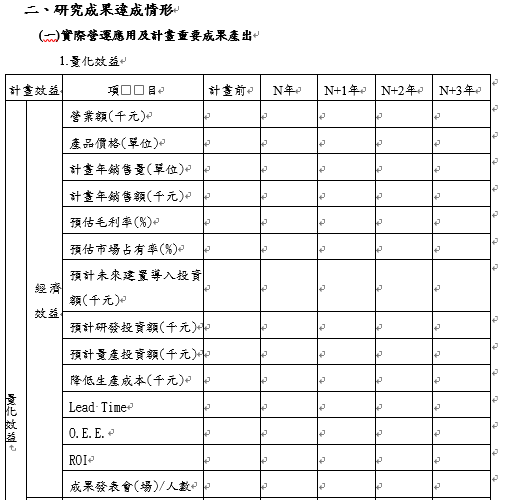 二、研究成果達成情形
(一)實際營運應用及計畫重要成果產出
1.量化效益
計畫效益 項□□目 計畫前 N年 N+1年 N+2年 N+3年
量化效益
經濟
效益
營業額(千元)
產品價格(單位)
計畫年銷售量(單位)
計畫年銷售額(千元)
預估毛利率(%)
預估市場占有率(%)
預計未來建置導入投資
額(千元)
預計研發投資額(千元)
預計量產投資額(千元)
降低生產成本(千元)
Lead Time
O.E.E.
ROI
成果發表會(場)/人數